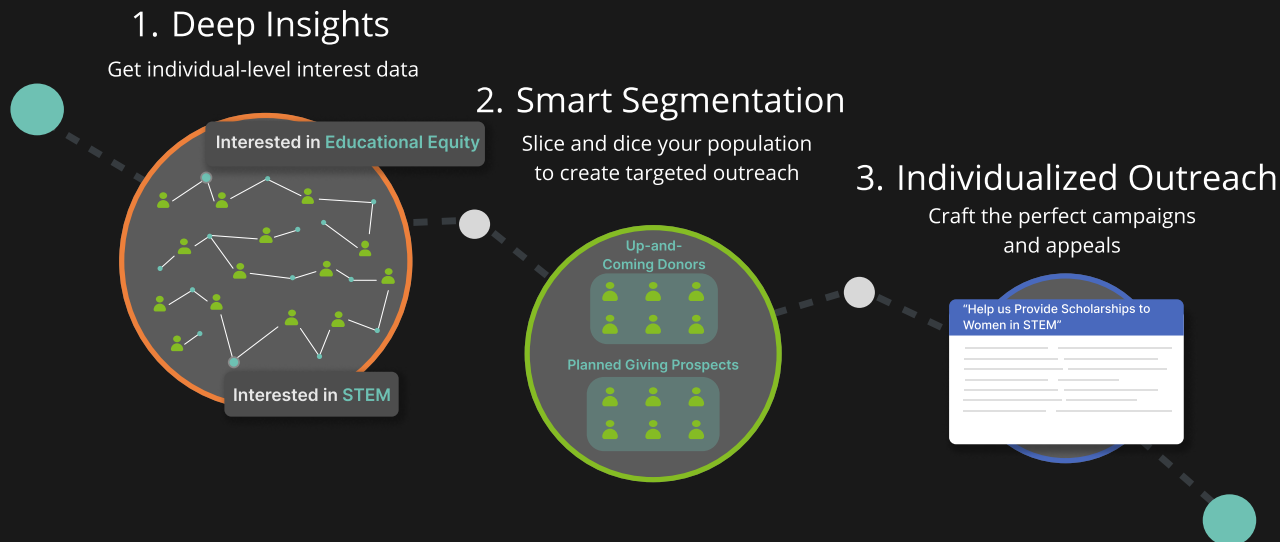 1. Deep Insights
Get individual-level interest data
Interested in Educational Equity
Interested in STEM
2. Smart Segmentation
Slice and dice your population
to create targeted outreach
Up-and-
Coming Donors
Planned Giving Prospects
3. Individualized Outreach
Craft the perfect campaigns
and appeals
“Help us Provide Scholarships to
Women in STEM”